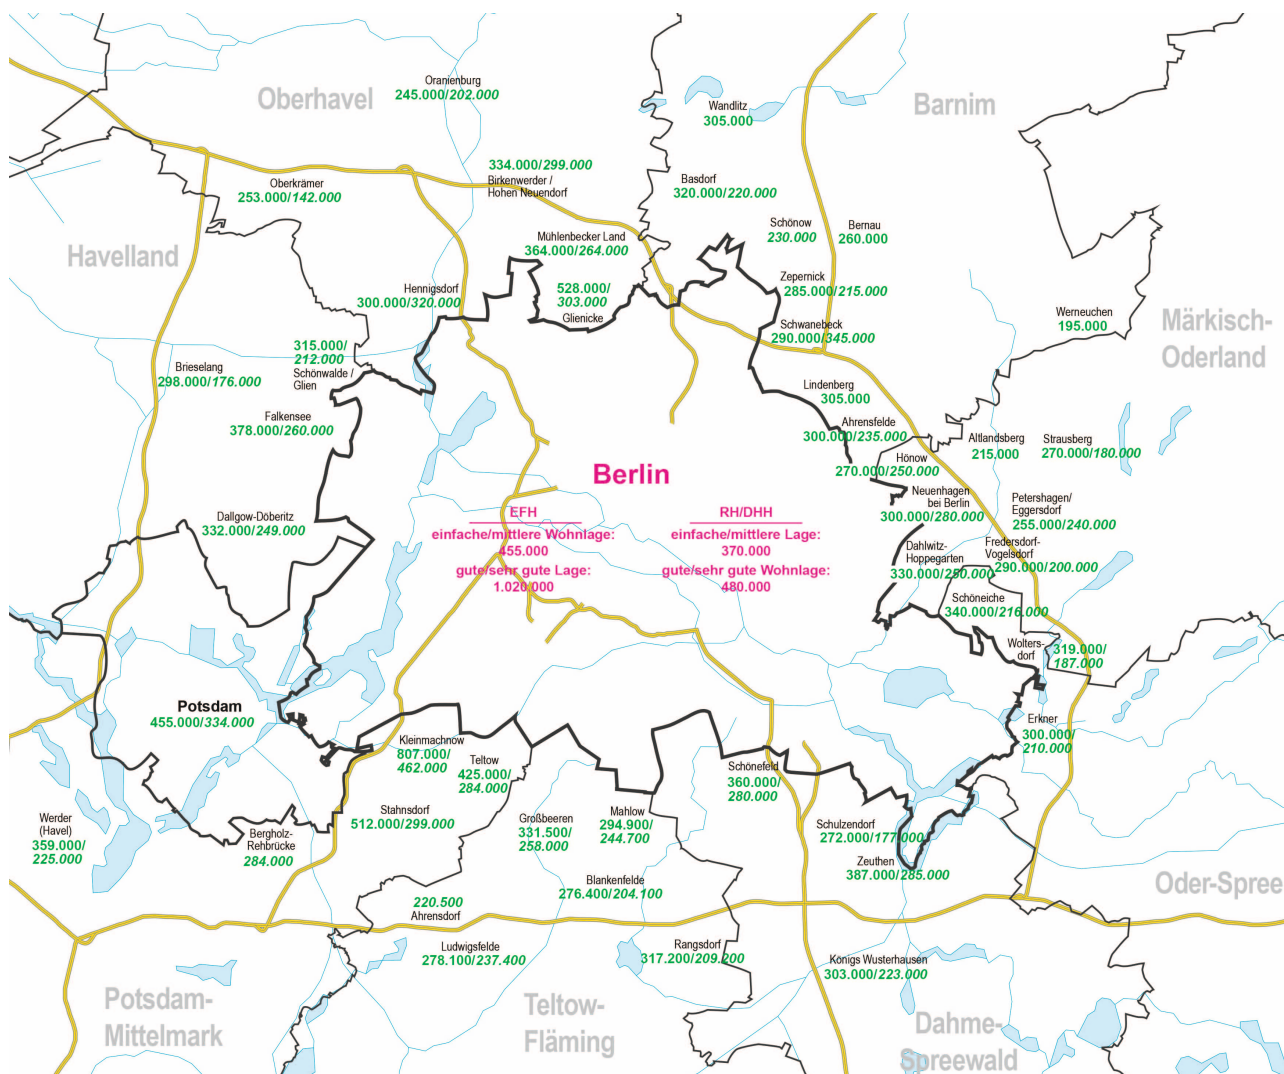 Oberhavel
Oranienburg
245.000/202.000
Wandlitz
305.000
Barnim
334.000/299.000
Birkenwerder /
Hohen Neuendorf
Basdorf
320.000/220.000
Oberkrämer
253.000/142.000
Schönow
230.000
Bernau
260.000
Havelland
Mühlenbecker Land
364.000/264.000
Hennigsdorf
300.000/320.000
528.000/
303.000
Glienicke
Zepernick
285.000/215.000
Schwanebeck
290.000/345.000
Werneuchen
195.000
Märkisch-
Oderland
315.000/
212.000
Schönwalde /
Glien
Brieselang
298.000/176.000
Lindenberg
305.000
Falkensee
378.000/260.000
Ahrensfelde
300.000/235.000
Altlandsberg
215.000
Strausberg
270.000/180.000
Hönow
270.000/250.000
Berlin
EFH
einfache/mittlere Wohnlage:
455.000
gute/sehr gute Lage:
1.020.000
RH/DHH
einfache/mittlere Lage:
370.000
gute/sehr gute Wohnlage:
480.000
Neuenhagen
bei Berlin
300.000/280.000
Petershagen/
Eggersdorf
255.000/240.000
Dallgow-Döberitz
332.000/249.000
Dahlwitz-
Hoppegarten
330.000/250.000
Fredersdorf-
Vogelsdorf
290.000/200.000
Schöneiche
340.000/216.000
Wolters-
dorf
319.000/
187.000
Potsdam
455.000/334.000
Erkner
300.000/
210.000
Kleinmachnow
807.000/
462.000
Teltow
425.000/
284.000
Schönefeld
360.000/
280.000
Stahnsdorf
512.000/299.000
Großbeeren
331.500/
258.000
Mahlow
294.900/
244.700
Schulzendorf
272.000/177.000
Werder
(Havel)
359.000/
225.000
Bergholz-
Rehbrücke
284.000
Zeuthen
387.000/285.000
Blankenfelde
276.400/204.100
Oder-Spree
220.500
Ahrensdorf
Ludwigsfelde
278.100/237.400
Rangsdorf
317.200/209.200
Königs Wusterhausen
303.000/223.000
Potsdam-
Mittelmark
Teltow-
Fläming
Dahme-
Spreewald